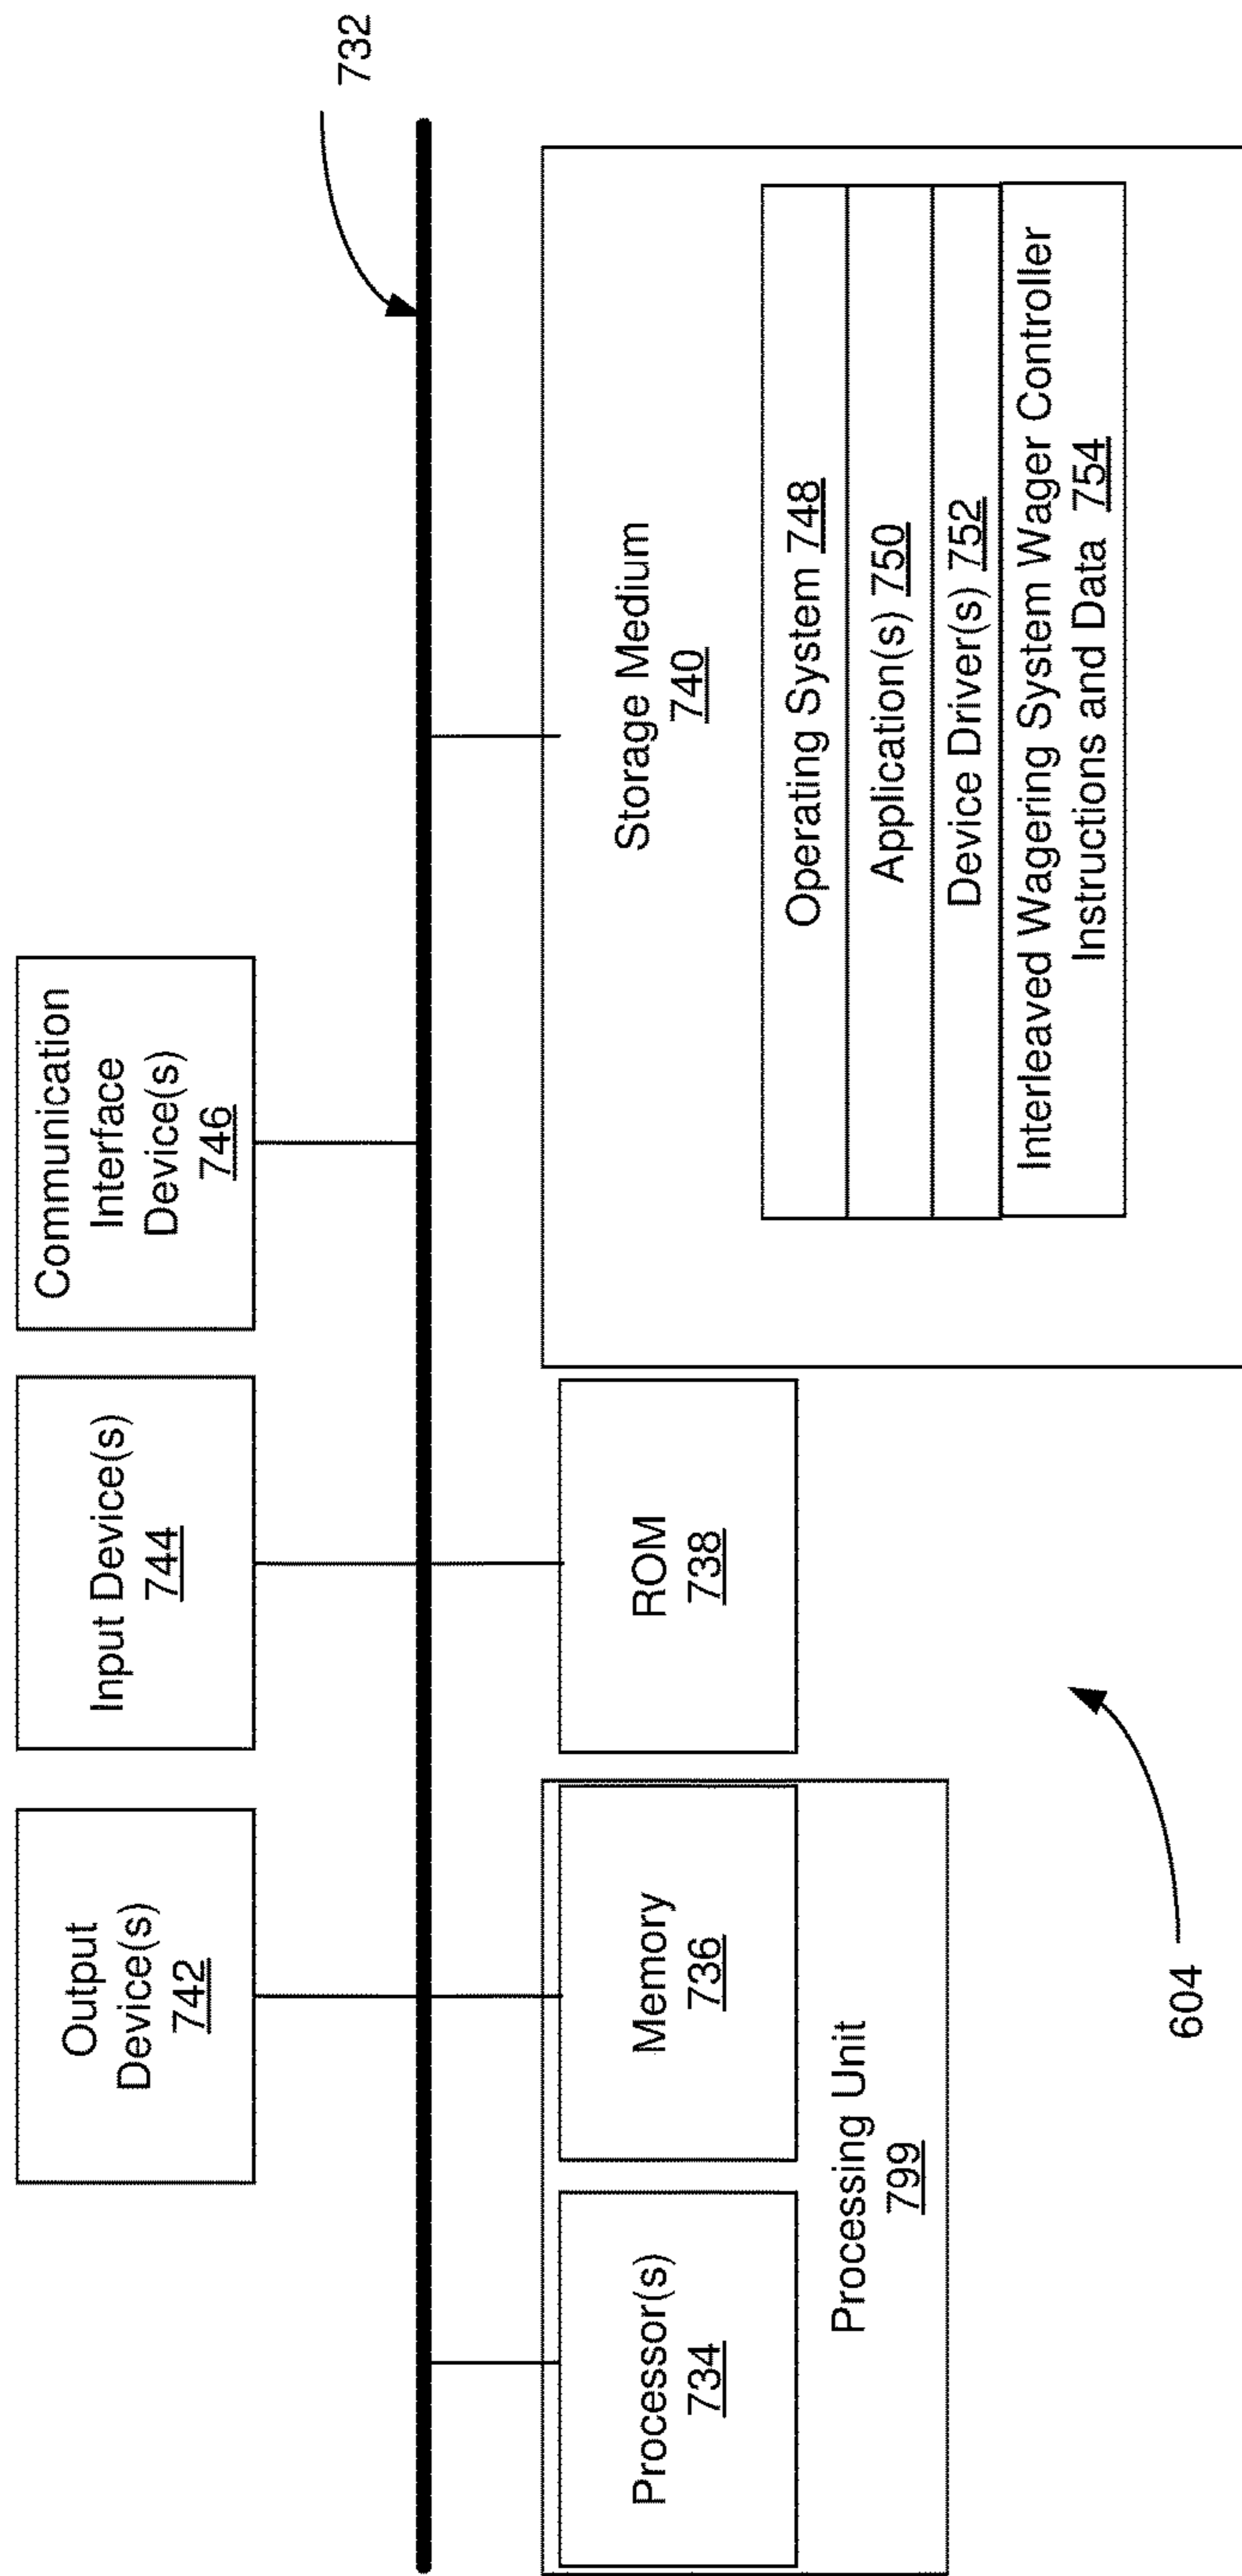 732
Output
Device(s)
742
Input Device(s)
744
Communication
Interface
Device(s)
746
Processor(s)
734
Memory
736
Processing Unit
799
ROM
738
Storage Medium
740
Operating System 748
Application(s) 750
Device Driver(s) 752
Interleaved Wagering System Wager Controller
Instructions and Data 754
604